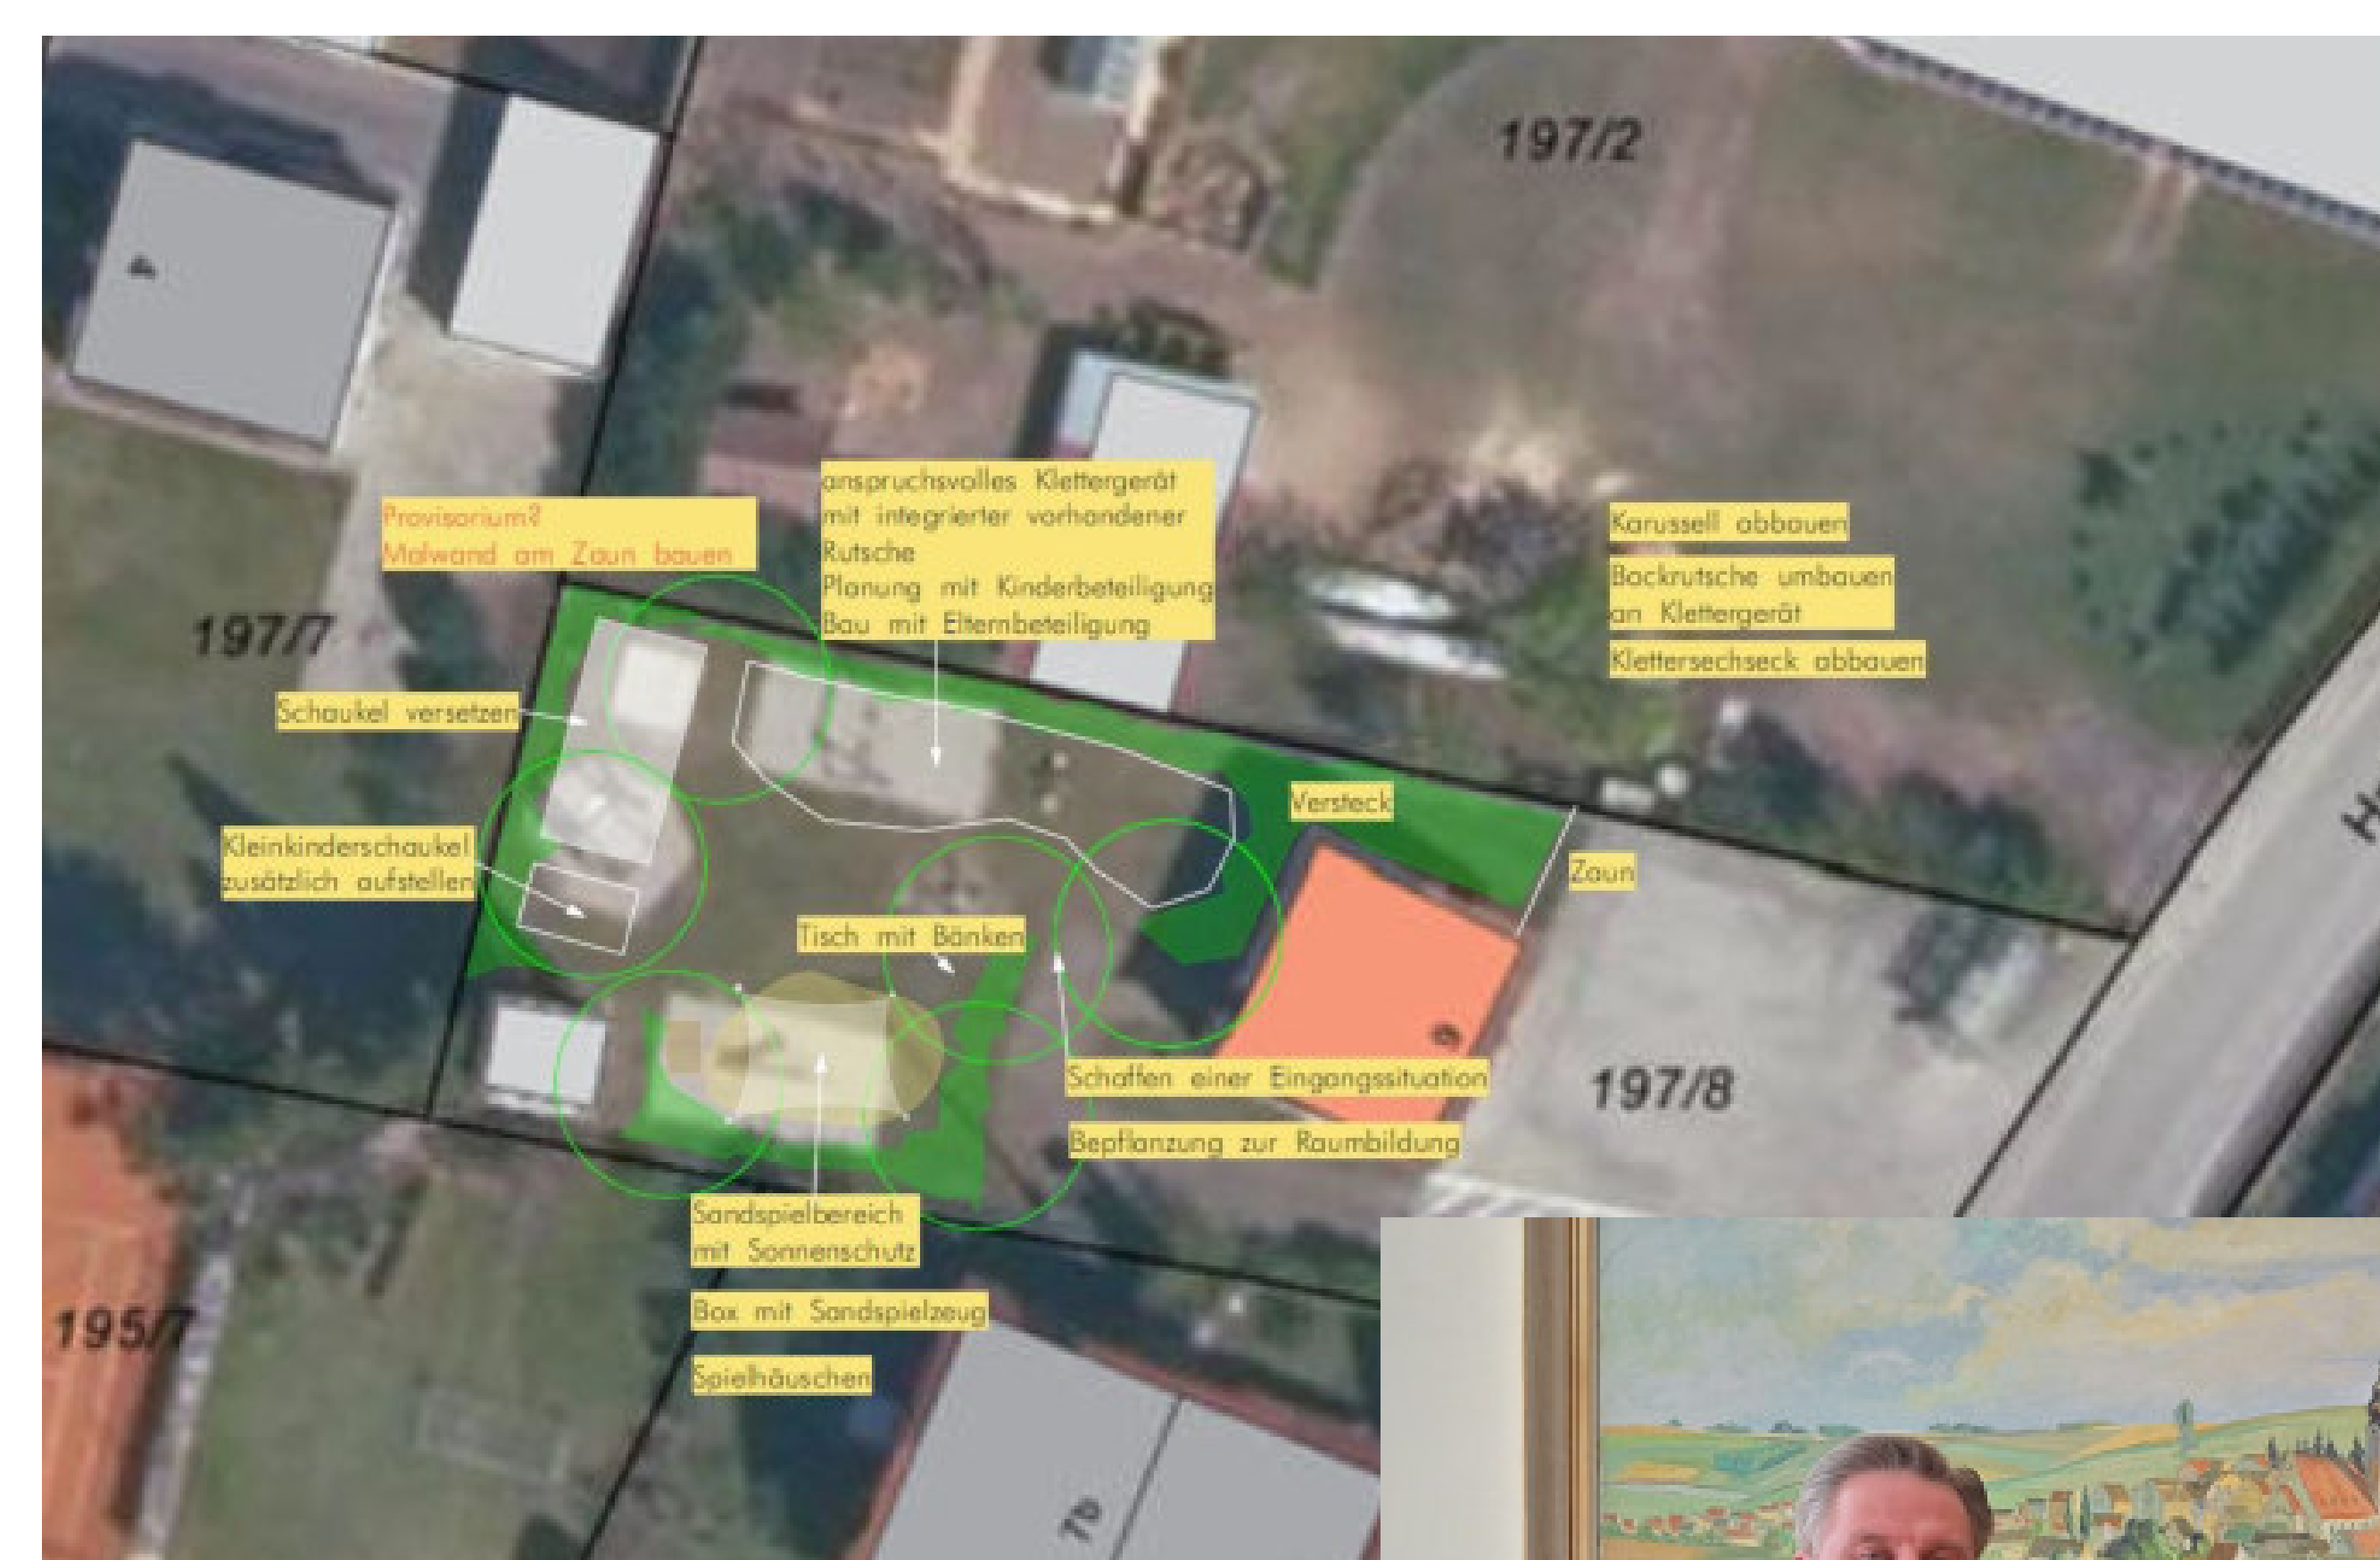 197/2
4
Provisorium?
Malwand am Zaun bauen
anspruchsvolles Klettergerät
mit integrierter vorhandener
Rutsche
Planung mit Kinderbeteiligung
Bau mit Elternbeteiligung
Karussell abbauen
Bockrutsche umbauen
an Klettergerät
Klettersechseck abbauen
197/7
Schaukel versetzen
Versteck
Kleinkinderschaukel
zusätzlich aufstellen
Zaun
Tisch mit Bänken
Schaffen einer Eingangssituation
197/8
Bepflanzung zur Raumbildung
Sandspielbereich
mit Sonnenschutz
Box mit Sandspielzeug
195/7
Spielhäuschen